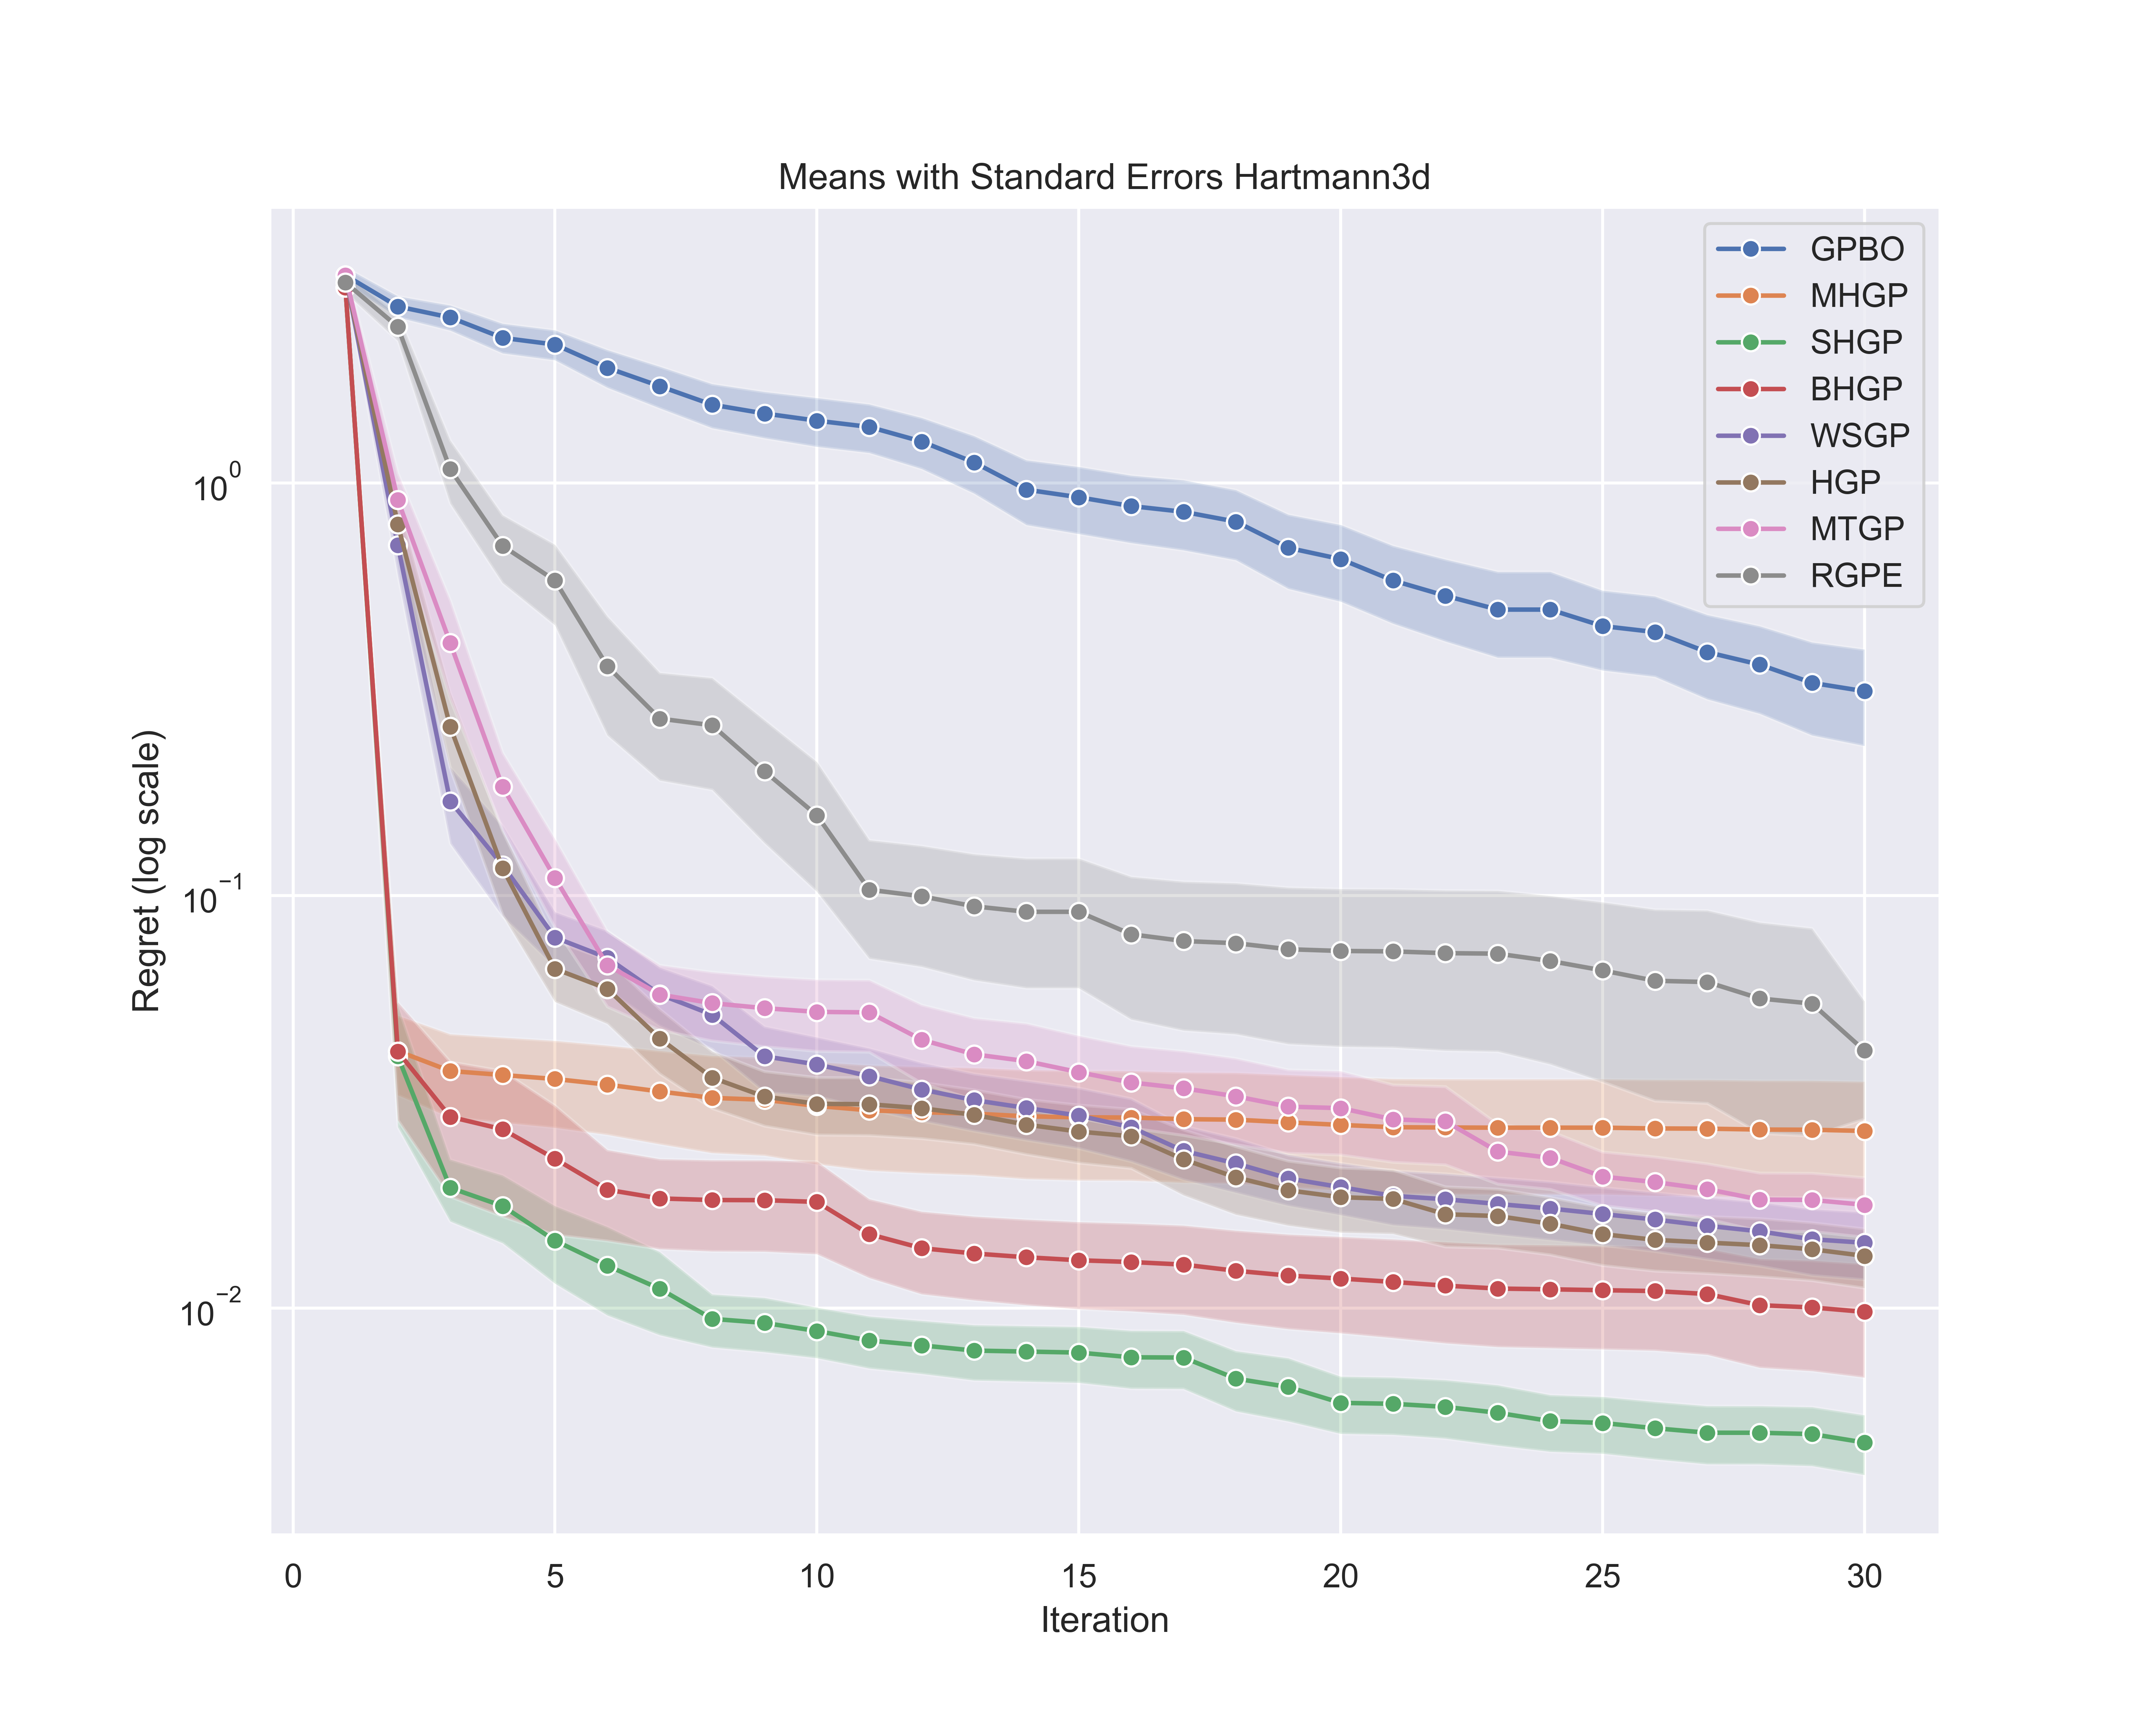 Means with Standard Errors Hartmann3d
GPBO
MHGP
SHGP
BHGP
WSGP
HGP
MTGP
RGPE
10^0
10^−1
10^−2
Regret (log scale)
0 5 10 15 20 25 30
Iteration